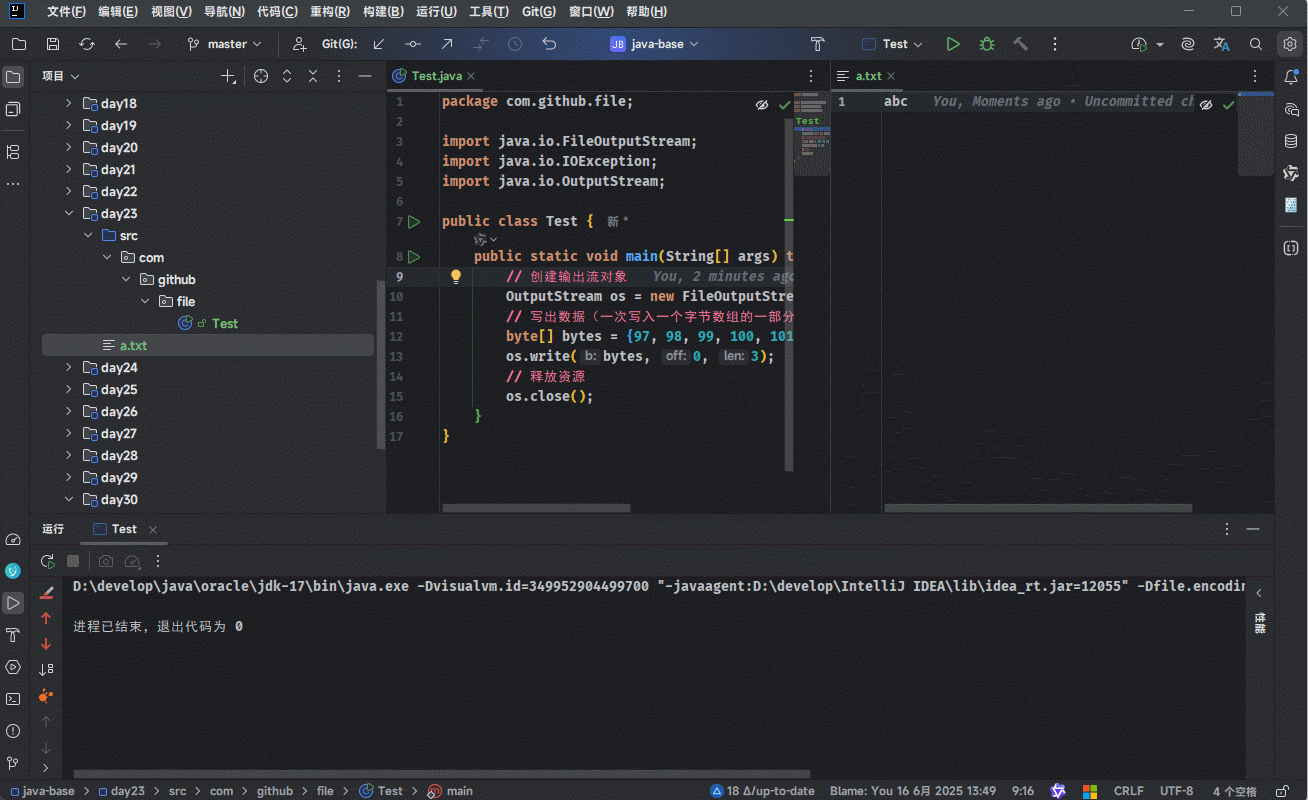 文件(F) 编辑(E) 视图(V) 导航(N) 代码(C) 重构(R) 构建(B) 运行(U) 工具(T) Git(G) 窗口(W) 帮助(H)
master Git(G): JB java-base Test
项目
day18
day19
day20
day21
day22
day23
src
com
github
file
Test
a.txt
day24
day25
day26
day27
day28
day29
day30
Test.java
1 package com.github.file;
2
3 import java.io.FileOutputStream;
4 import java.io.IOException;
5 import java.io.OutputStream;
6
7 public class Test { 新 *
8 public static void main(String[] args) t
9 // 创建输出流对象 You, 2 minutes ago
10 OutputStream os = new FileOutputStre
11 // 写出数据（一次写入一个字节数组的一部分
12 byte[] bytes = {97, 98, 99, 100, 101
13 os.write( b: bytes, off: 0, len: 3);
14 // 释放资源
15 os.close();
16 }
17 }
Test
a.txt
1 abc You, Moments ago • Uncommitted ch
运行 Test
D:\develop\java\oracle\jdk-17\bin\java.exe -Dvisualvm.id=349952904499700 "-javaagent:D:\develop\IntelliJ IDEA\lib\idea_rt.jar=12055" -Dfile.encodin
进程已结束，退出代码为 0
性能
java-base > day23 > src > com > github > file > Test > main
18 Δ/up-to-date Blame: You 16 6月 2025 13:49 9:16 CRLF UTF-8 4 个空格